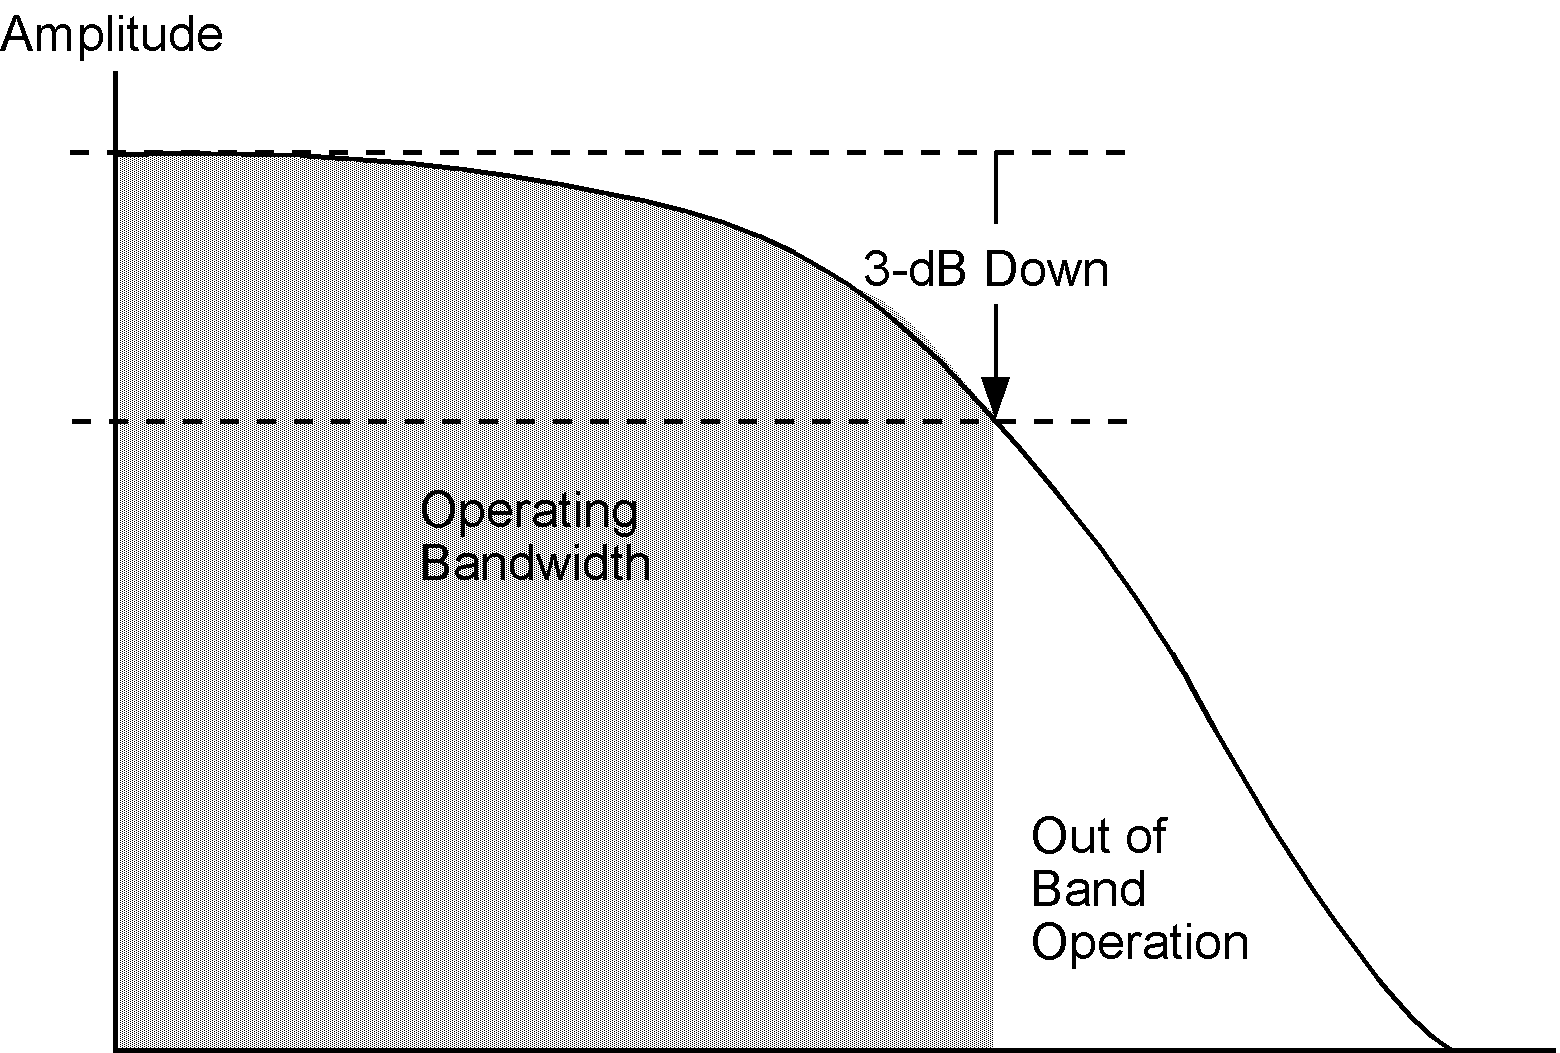 Amplitude
3-dB Down
Operating
Bandwidth
Out of
Band
Operation